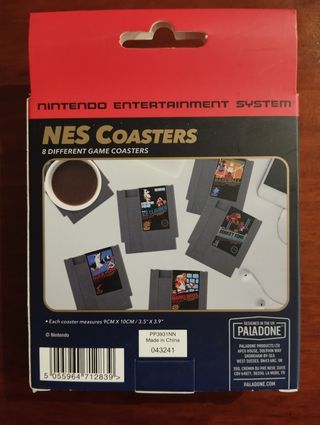 NINTENDO ENTERTAINMENT SYSTEM
NES COASTERS
8 DIFFERENT GAME COASTERS
• Each coaster measures 9CM X 10CM / 3.5" X 3.9"
© Nintendo
5 055964 712839 >
PP3931NN
Made in China
043241
DESIGNED IN THE UK
PALADONE
PALADONE PRODUCTS LTD
APEX HOUSE, DOLPHIN WAY
SHOREHAM-BY-SEA
WEST SUSSEX, BN43 6NZ, UK
PALADONE.COM